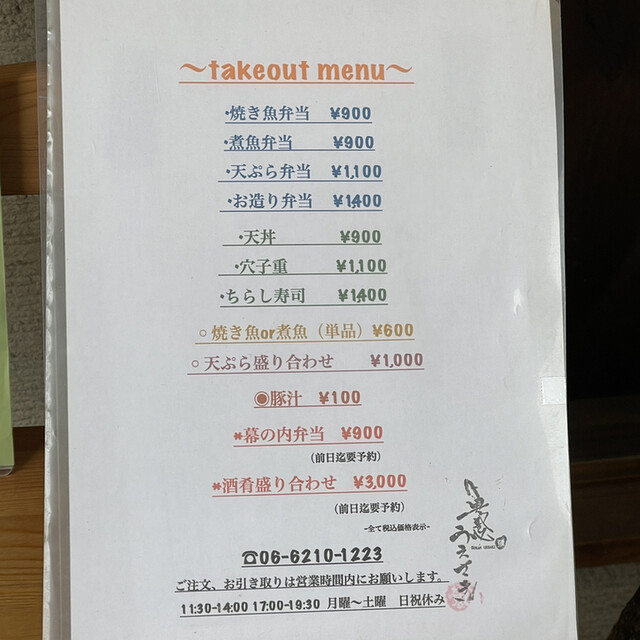 ～takeout menu～
・焼き魚弁当 ¥900
・煮魚弁当 ¥900
・天ぷら弁当 ¥1,100
・お造り弁当 ¥1,400
・天丼 ¥900
・穴子重 ¥1,100
・ちらし寿司 ¥1,400
○焼き魚or煮魚（単品）¥600
○天ぷら盛り合わせ ¥1,000
◉豚汁 ¥100
*幕の内弁当 ¥900
（前日迄要予約）
*酒肴盛り合わせ ¥3,000
（前日迄要予約）
-全て税込価格表示-
☎06-6210-1223
ご注文、お引き取りは営業時間内にお願いします。
11:30-14:00 17:00-19:30 月曜～土曜 日祝休み